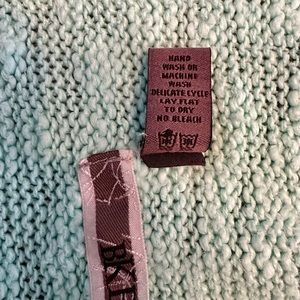 HAND
WASH OR
MACHINE
WASH
DELICATE CYCLE
LAY FLAT
TO DRY
NO BLEACH